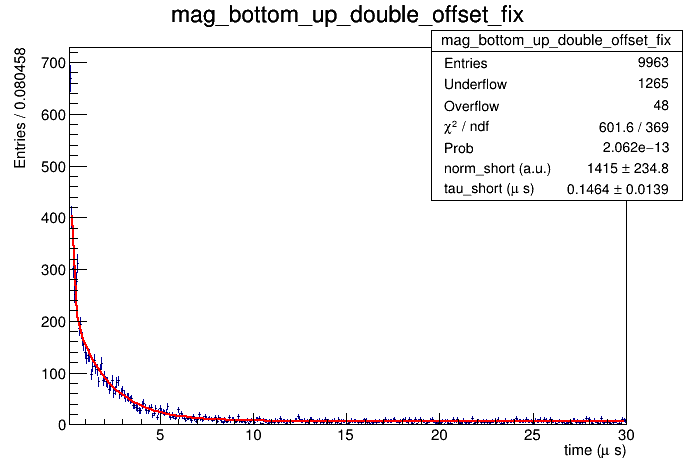 mag_bottom_up_double_offset_fix
mag_bottom_up_double_offset_fix
Entries 9963
Underflow 1265
Overflow 48
χ² / ndf 601.6 / 369
Prob 2.062e−13
norm_short (a.u.) 1415 ± 234.8
tau_short (μ s) 0.1464 ± 0.0139
Entries / 0.080458
700
600
500
400
300
200
100
0
5 10 15 20 25 30
time (μ s)